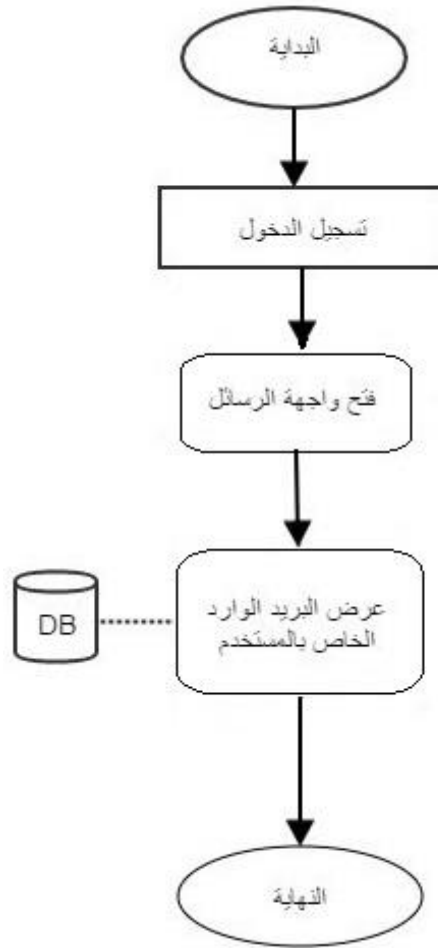 البداية
تسجيل الدخول
فتح واجهة الرسائل
عرض البريد الوارد
الخاص بالمستخدم
DB
النهاية